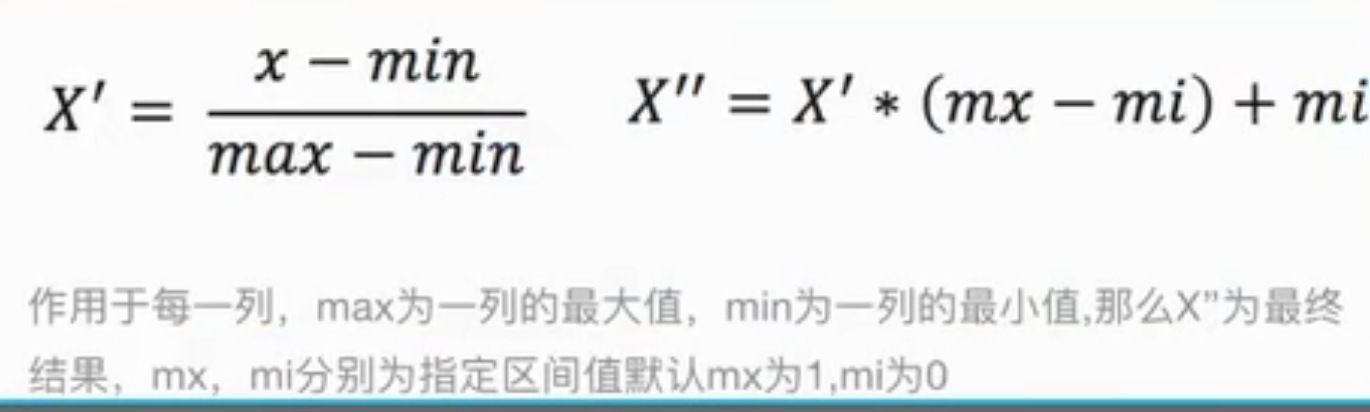 X′ = x − min / max − min    X′′ = X′ * (mx − mi) + mi
作用于每一列，max为一列的最大值，min为一列的最小值,那么X”为最终
结果，mx，mi分别为指定区间值默认mx为1,mi为0